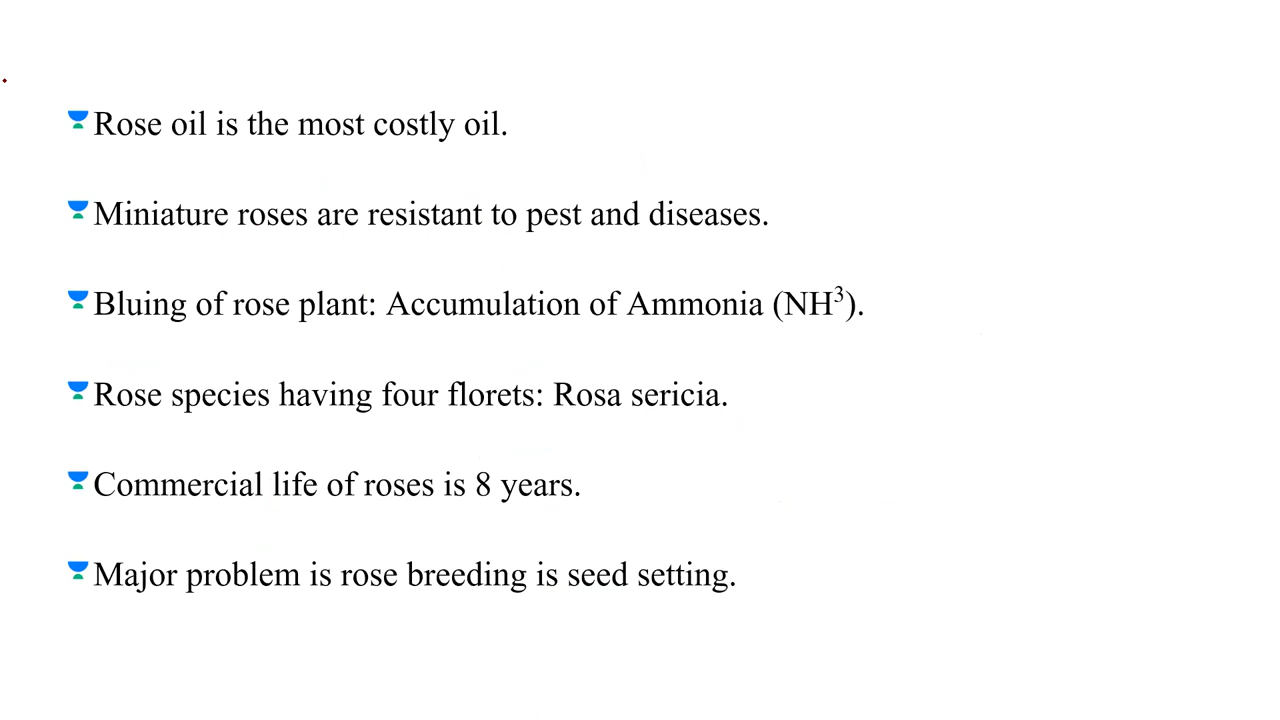 Rose oil is the most costly oil.
Miniature roses are resistant to pest and diseases.
Bluing of rose plant: Accumulation of Ammonia (NH³).
Rose species having four florets: Rosa sericia.
Commercial life of roses is 8 years.
Major problem is rose breeding is seed setting.